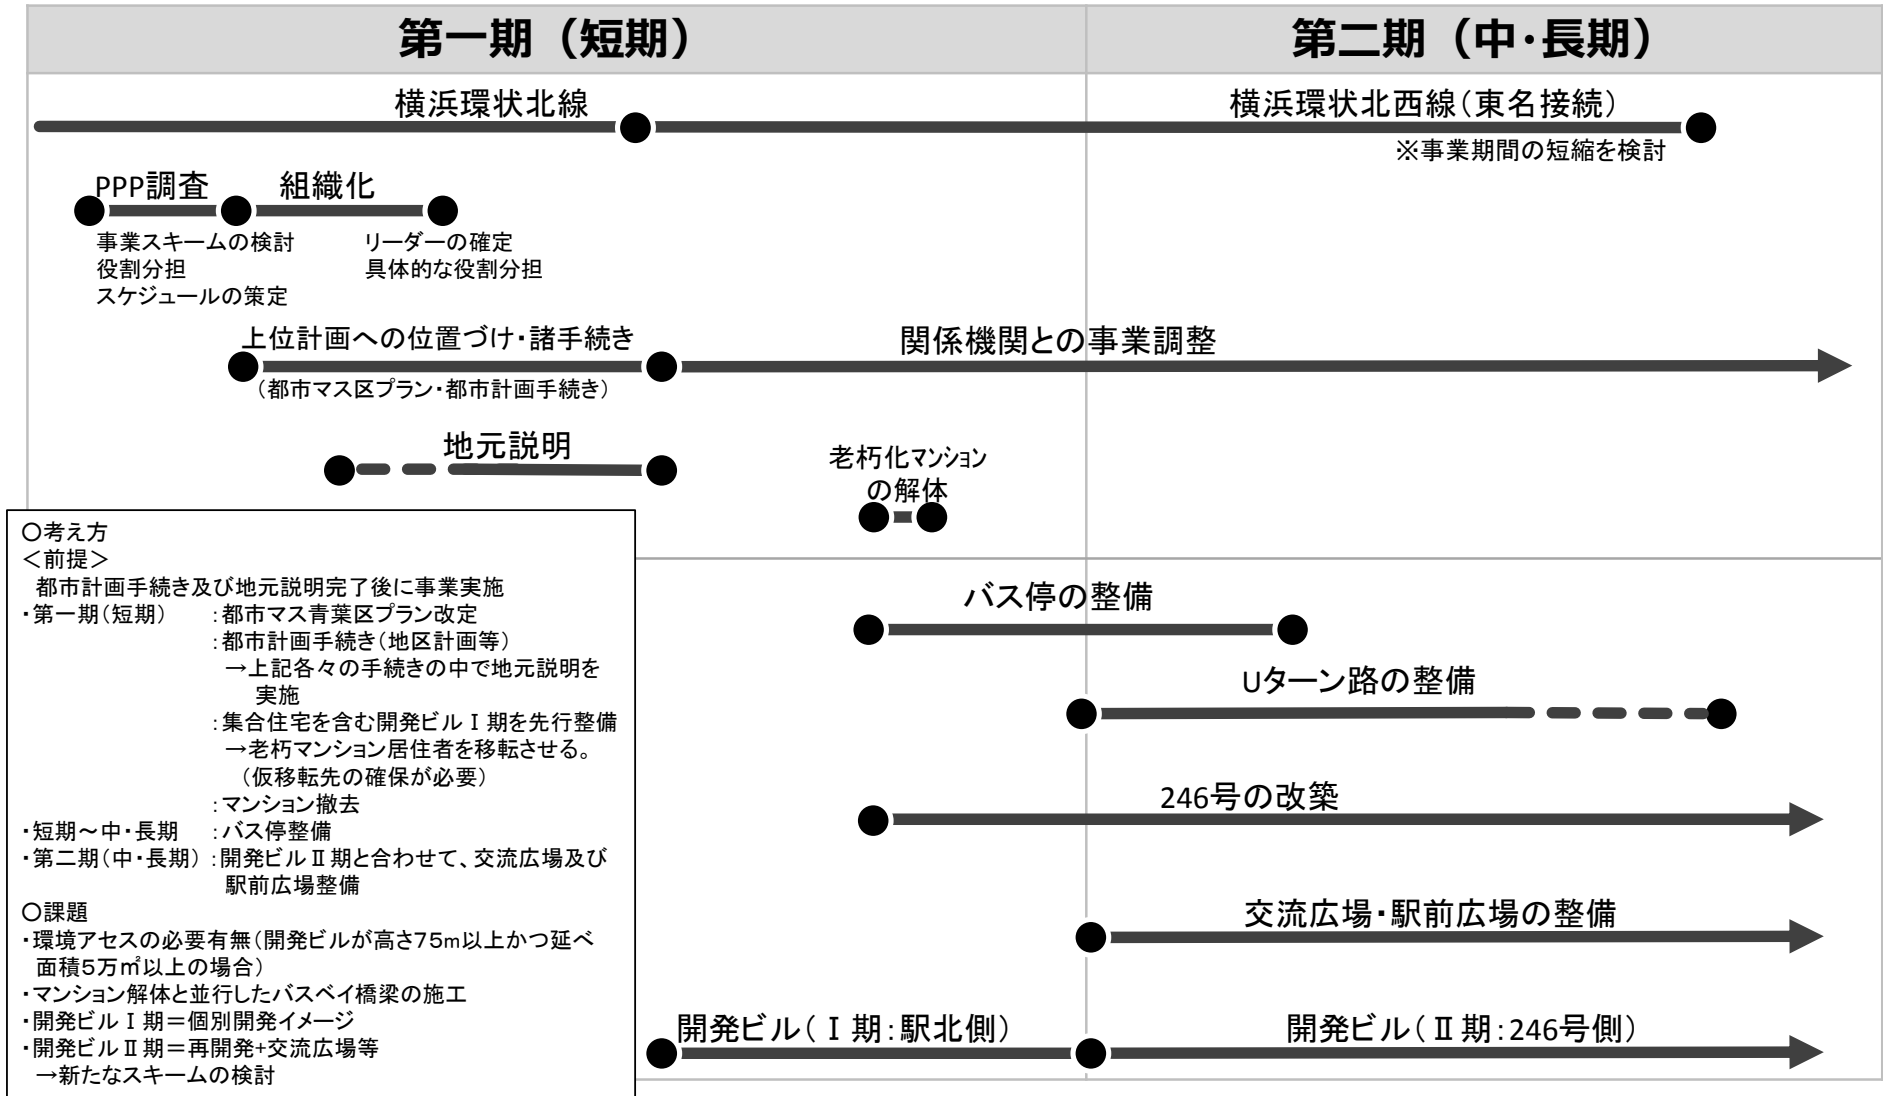 第一期（短期）
第二期（中・長期）
横浜環状北線
横浜環状北西線（東名接続）
※事業期間の短縮を検討
PPP調査
組織化
事業スキームの検討
役割分担
スケジュールの策定
リーダーの確定
具体的な役割分担
上位計画への位置づけ・諸手続き
（都市マス区プラン・都市計画手続き）
関係機関との事業調整
地元説明
老朽化マンション
の解体
○考え方
＜前提＞
都市計画手続き及び地元説明完了後に事業実施
・第一期（短期）　：都市マス青葉区プラン改定
：都市計画手続き（地区計画等）
→上記各々の手続きの中で地元説明を
実施
：集合住宅を含む開発ビルⅠ期を先行整備
→老朽マンション居住者を移転させる。
（仮移転先の確保が必要）
：マンション撤去
・短期～中・長期　：バス停整備
・第二期（中・長期）：開発ビルⅡ期と合わせて、交流広場及び
駅前広場整備
○課題
・環境アセスの必要有無（開発ビルが高さ75m以上かつ延べ
面積5万㎡以上の場合）
・マンション解体と並行したバスベイ橋梁の施工
・開発ビルⅠ期＝個別開発イメージ
・開発ビルⅡ期＝再開発+交流広場等
→新たなスキームの検討
バス停の整備
Uターン路の整備
246号の改築
交流広場・駅前広場の整備
開発ビル（Ⅰ期：駅北側）
開発ビル（Ⅱ期：246号側）